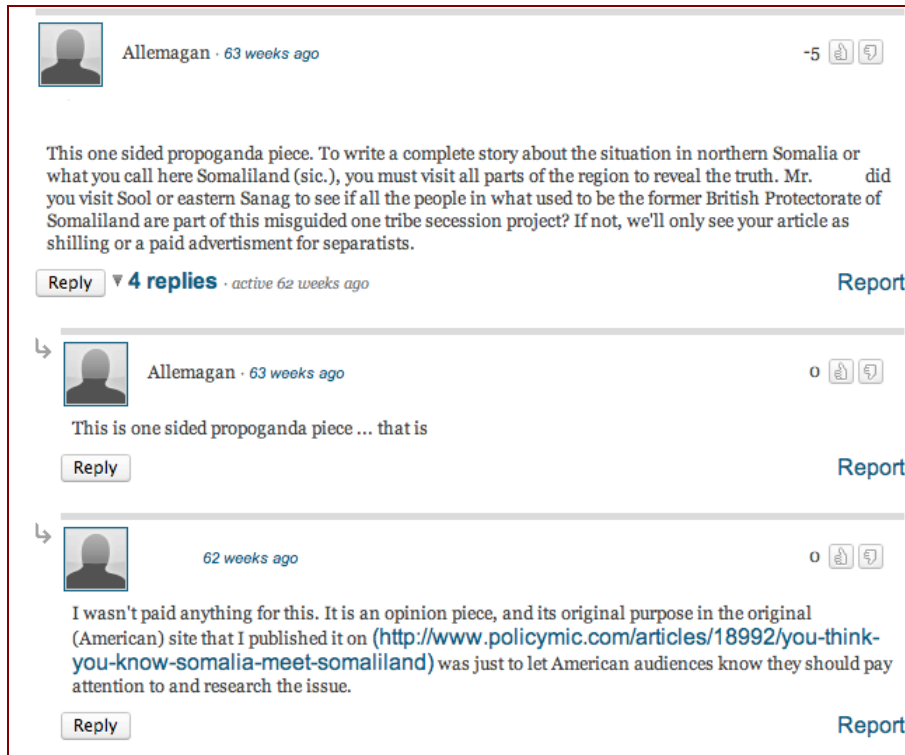 Allemagan · 63 weeks ago
-5
This one sided propoganda piece. To write a complete story about the situation in northern Somalia or
what you call here Somaliland (sic.), you must visit all parts of the region to reveal the truth. Mr. did
you visit Sool or eastern Sanag to see if all the people in what used to be the former British Protectorate of
Somaliland are part of this misguided one tribe secession project? If not, we'll only see your article as
shilling or a paid advertisment for separatists.
Reply ▼ 4 replies · active 62 weeks ago
Report
Allemagan · 63 weeks ago
0
This is one sided propoganda piece ... that is
Reply
Report
62 weeks ago
0
I wasn't paid anything for this. It is an opinion piece, and its original purpose in the original
(American) site that I published it on (http://www.policymic.com/articles/18992/you-think-
you-know-somalia-meet-somaliland) was just to let American audiences know they should pay
attention to and research the issue.
Reply
Report